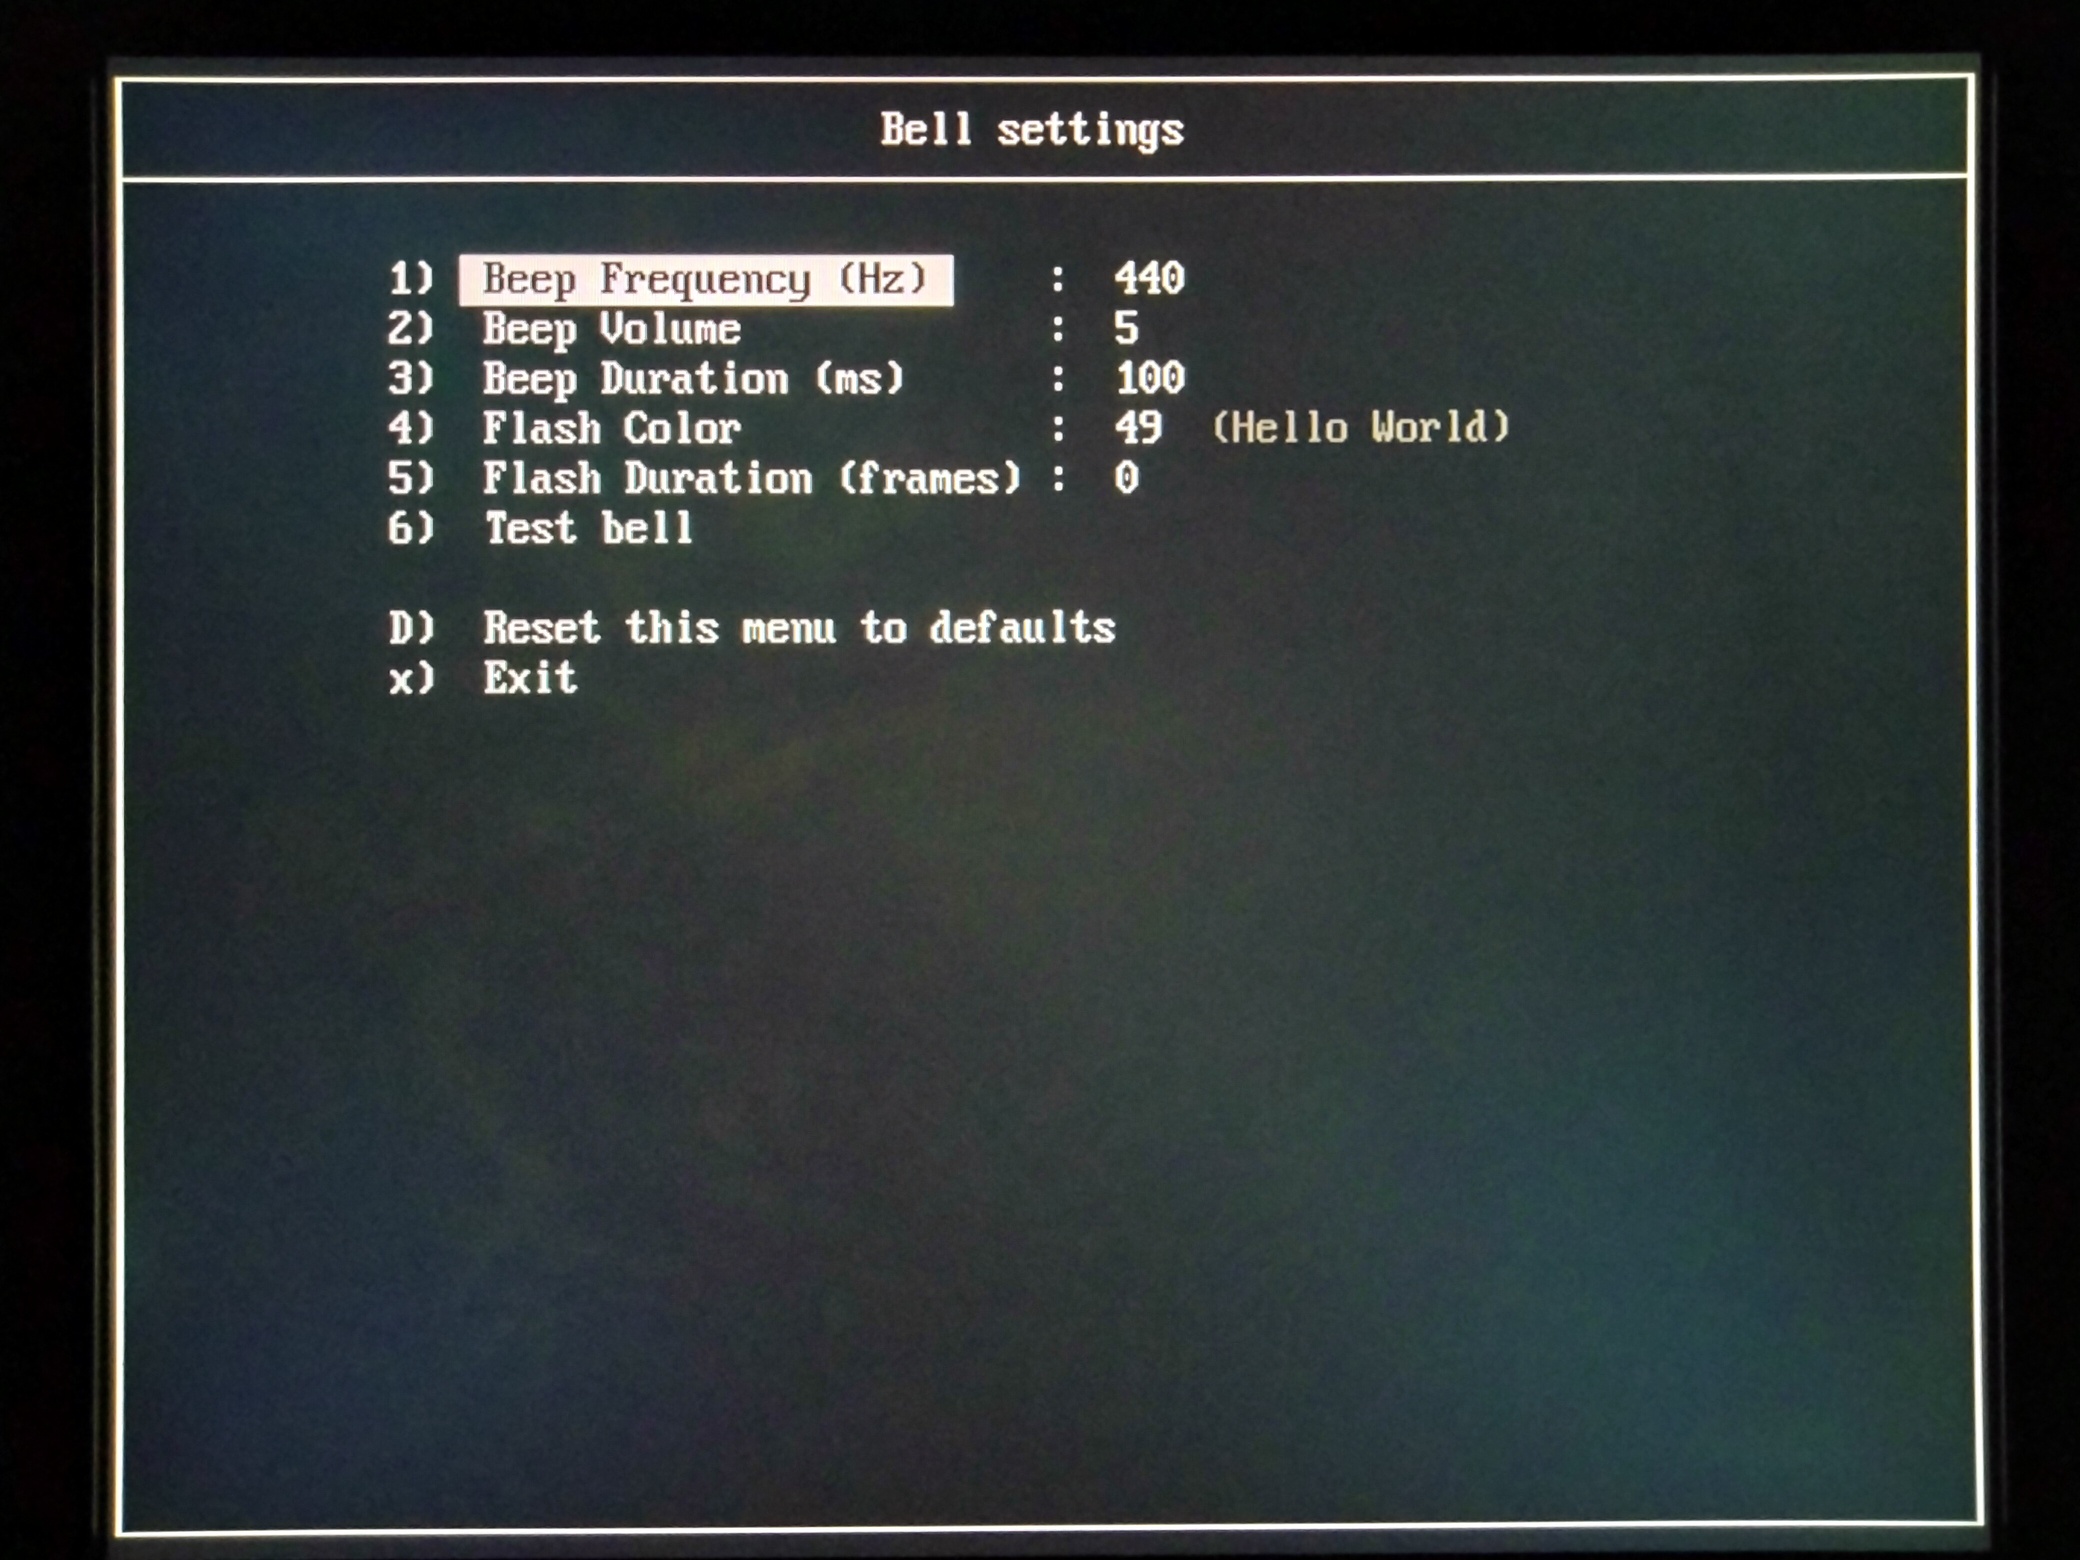 Bell settings
1) Beep Frequency (Hz) : 440
2) Beep Volume : 5
3) Beep Duration (ms) : 100
4) Flash Color : 49 (Hello World)
5) Flash Duration (frames) : 0
6) Test bell
D) Reset this menu to defaults
x) Exit